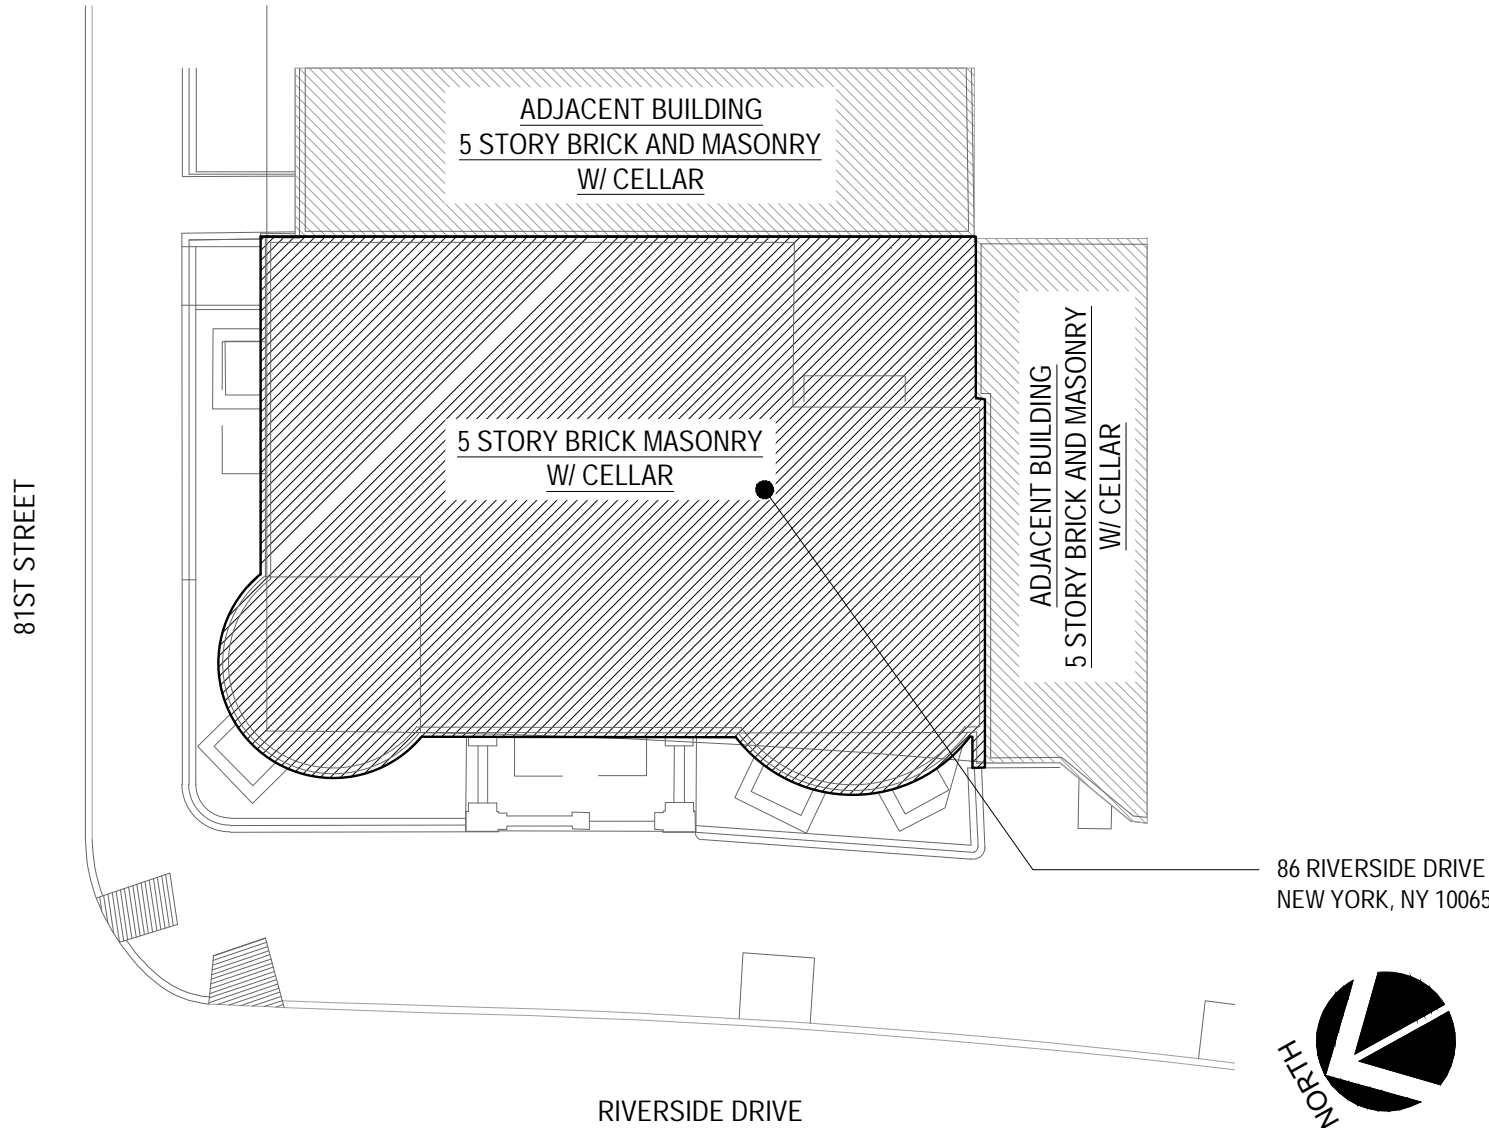 ADJACENT BUILDING
5 STORY BRICK AND MASONRY
W/ CELLAR
5 STORY BRICK MASONRY
W/ CELLAR
ADJACENT BUILDING
5 STORY BRICK AND MASONRY
W/ CELLAR
81ST STREET
86 RIVERSIDE DRIVE
NEW YORK, NY 10065
NORTH
RIVERSIDE DRIVE